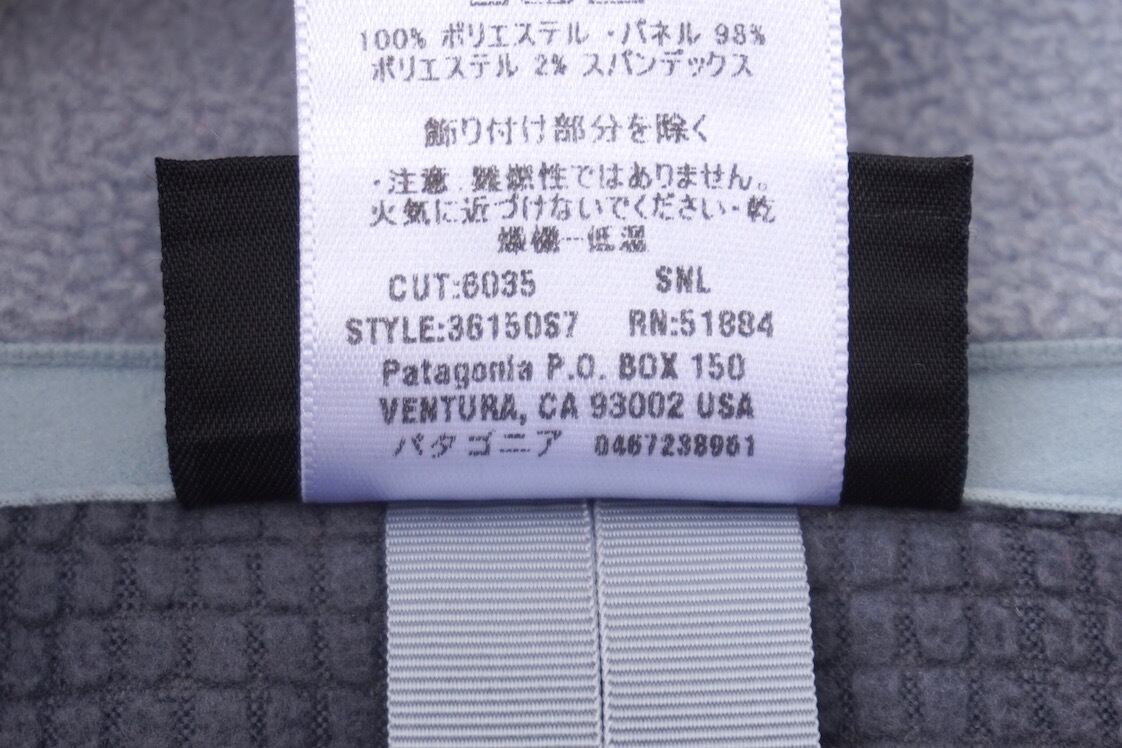 100% ポリエステル ・パネル 98%
ポリエステル 2% スパンデックス
飾り付け部分を除く
・注意 難燃性ではありません。
火気に近づけないでください・乾
燥機－低温
CUT:6035 SNL
STYLE:36150S7 RN:51884
Patagonia P.O. BOX 150
VENTURA, CA 93002 USA
パタゴニア 0467238961